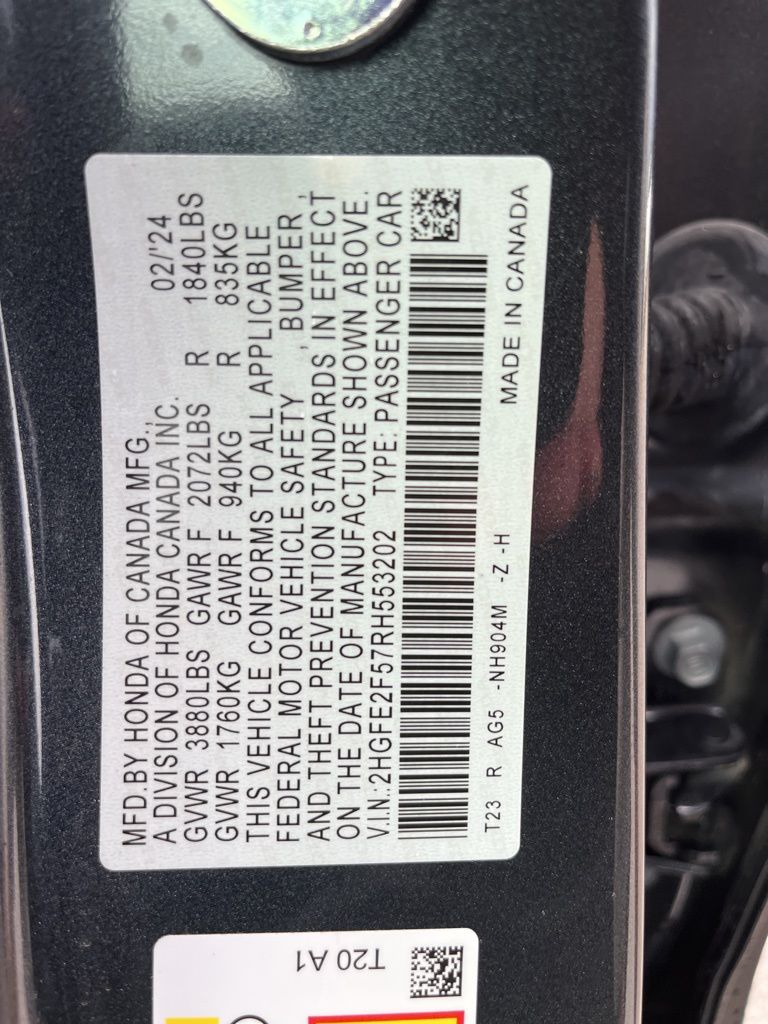 MFD.BY HONDA OF CANADA MFG.,
A DIVISION OF HONDA CANADA INC. 02/'24
GVWR 3880LBS GAWR F 2072LBS R 1840LBS
GVWR 1760KG GAWR F 940KG R 835KG
THIS VEHICLE CONFORMS TO ALL APPLICABLE
FEDERAL MOTOR VEHICLE SAFETY , BUMPER ,
AND THEFT PREVENTION STANDARDS IN EFFECT
ON THE DATE OF MANUFACTURE SHOWN ABOVE.
V.I.N.:2HGFE2F57RH553202 TYPE: PASSENGER CAR
T23 R AG5 -NH904M -Z -H MADE IN CANADA
T20 A1